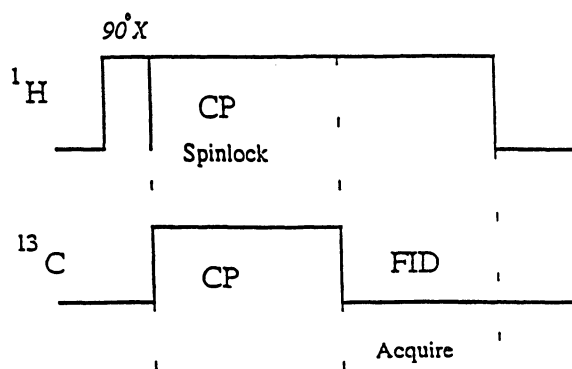 90°X
¹H
CP
Spinlock
¹³C
CP
FID
Acquire